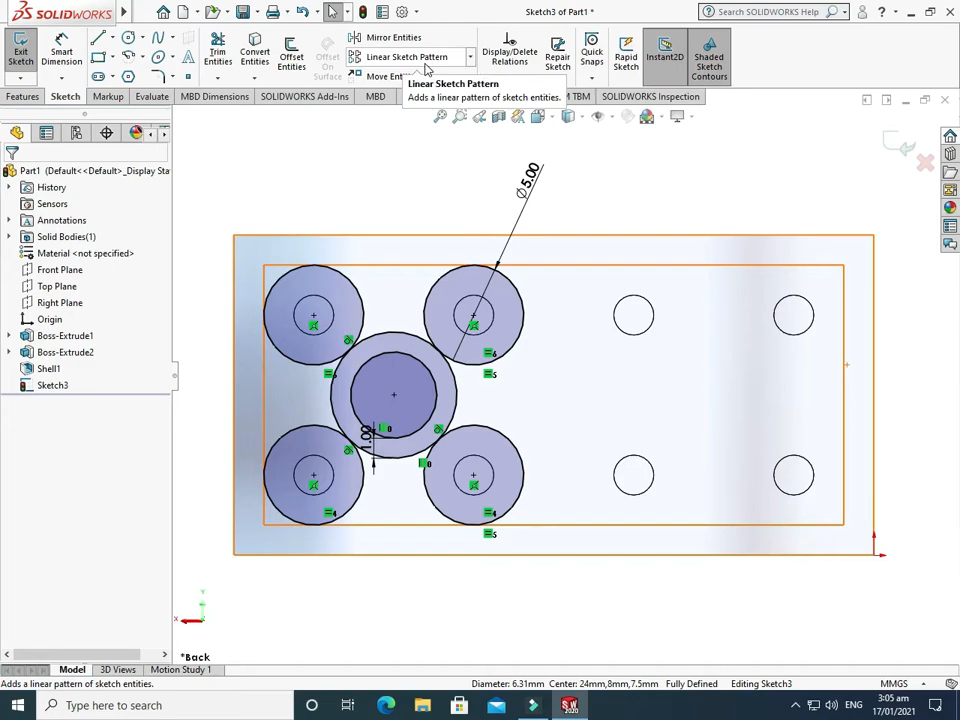 SOLIDWORKS
Sketch3 of Part1 *
Search SOLIDWORKS Help
Exit Sketch
Smart Dimension
Trim Entities
Convert Entities
Offset Entities
Offset On Surface
Mirror Entities
Linear Sketch Pattern
Move En
Display/Delete Relations
Repair Sketch
Quick Snaps
Rapid Sketch
Instant2D
Shaded Sketch Contours
Linear Sketch Pattern
Adds a linear pattern of sketch entities.
Features
Sketch
Markup
Evaluate
MBD Dimensions
SOLIDWORKS Add-Ins
MBD
TBM
SOLIDWORKS Inspection
Part1 (Default<<Default>_Display Sta
History
Sensors
Annotations
Solid Bodies(1)
Material <not specified>
Front Plane
Top Plane
Right Plane
Origin
Boss-Extrude1
Boss-Extrude2
Shell1
Sketch3
∅5.00
1.00
*Back
Model
3D Views
Motion Study 1
Adds a linear pattern of sketch entities.
Diameter: 6.31mm Center: 24mm,8mm,7.5mm Fully Defined Editing Sketch3
MMGS
Type here to search
ENG
3:05 am
17/01/2021